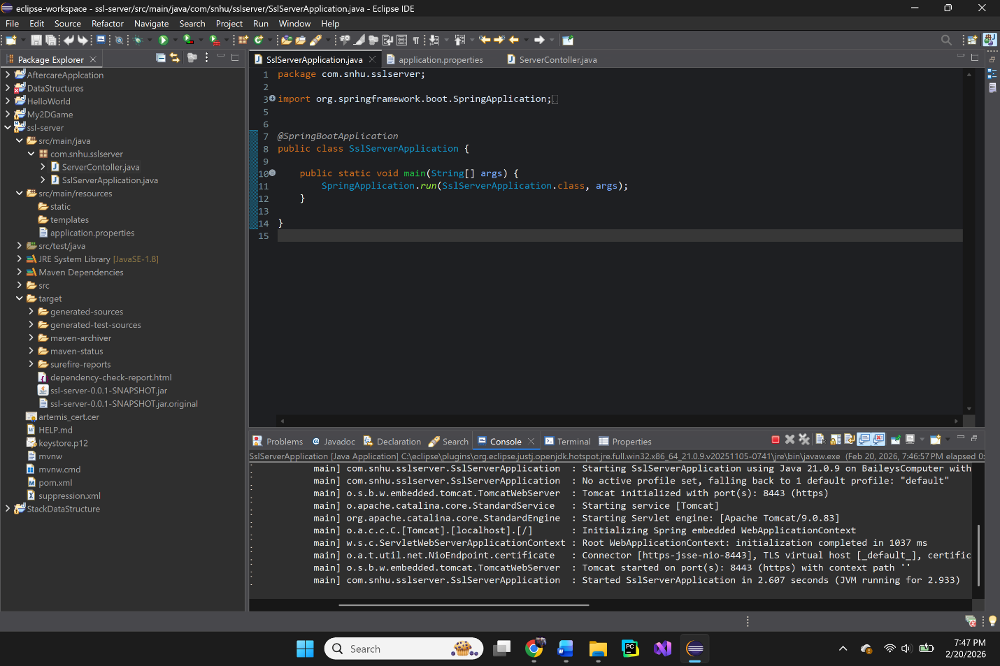 eclipse-workspace - ssl-server/src/main/java/com/snhu/sslserver/SslServerApplication.java - Eclipse IDE
File Edit Source Refactor Navigate Search Project Run Window Help
Package Explorer
AftercareApplcation
DataStructures
HelloWorld
My2DGame
ssl-server
src/main/java
com.snhu.sslserver
ServerContoller.java
SslServerApplication.java
src/main/resources
static
templates
application.properties
src/test/java
JRE System Library [JavaSE-1.8]
Maven Dependencies
src
target
generated-sources
generated-test-sources
maven-archiver
maven-status
surefire-reports
dependency-check-report.html
ssl-server-0.0.1-SNAPSHOT.jar
ssl-server-0.0.1-SNAPSHOT.jar.original
artemis_cert.cer
HELP.md
keystore.p12
mvnw
mvnw.cmd
pom.xml
suppression.xml
StackDataStructure
SslServerApplication.java application.properties ServerContoller.java
1 package com.snhu.sslserver;
2
3 import org.springframework.boot.SpringApplication;
5
6
7 @SpringBootApplication
8 public class SslServerApplication {
9
10 public static void main(String[] args) {
11 SpringApplication.run(SslServerApplication.class, args);
12 }
13
14 }
15
Problems Javadoc Declaration Search Console Terminal Properties
SslServerApplication [Java Application] C:\eclipse\plugins\org.eclipse.justj.openjdk.hotspot.jre.full.win32.x86_64_21.0.9.v20251105-0741\jre\bin\javaw.exe (Feb 20, 2026, 7:46:57 PM elapsed 0:
main] com.snhu.sslserver.SslServerApplication : Starting SslServerApplication using Java 21.0.9 on BaileysComputer with
main] com.snhu.sslserver.SslServerApplication : No active profile set, falling back to 1 default profile: "default"
main] o.s.b.w.embedded.tomcat.TomcatWebServer : Tomcat initialized with port(s): 8443 (https)
main] o.apache.catalina.core.StandardService : Starting service [Tomcat]
main] org.apache.catalina.core.StandardEngine : Starting Servlet engine: [Apache Tomcat/9.0.83]
main] o.a.c.c.C.[Tomcat].[localhost].[/] : Initializing Spring embedded WebApplicationContext
main] w.s.c.ServletWebServerApplicationContext : Root WebApplicationContext: initialization completed in 1037 ms
main] o.a.t.util.net.NioEndpoint.certificate : Connector [https-jsse-nio-8443], TLS virtual host [_default_], certific
main] o.s.b.w.embedded.tomcat.TomcatWebServer : Tomcat started on port(s): 8443 (https) with context path ''
main] com.snhu.sslserver.SslServerApplication : Started SslServerApplication in 2.607 seconds (JVM running for 2.933)
Search
7:47 PM
2/20/2026